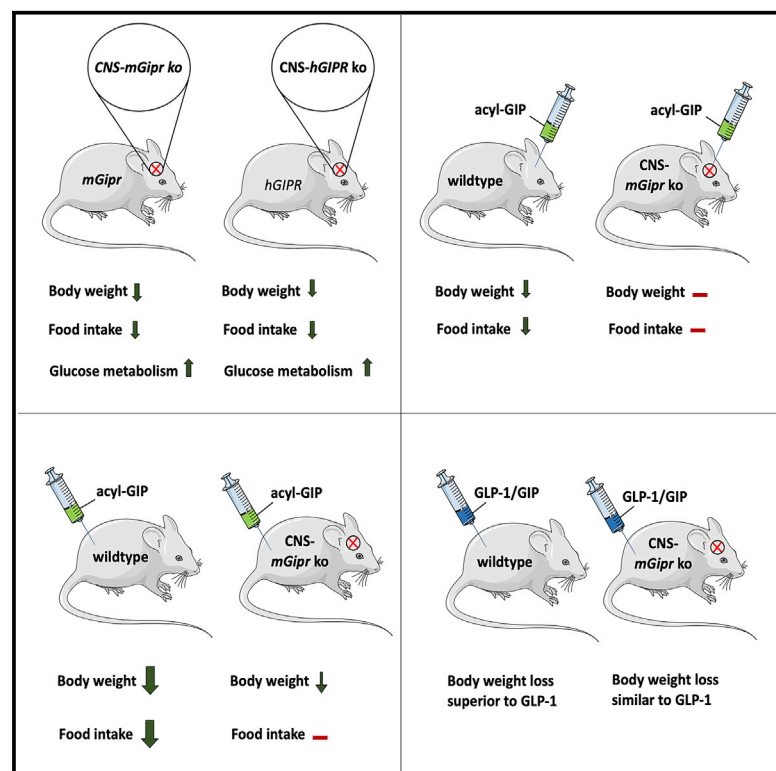 CNS-mGipr ko
CNS-hGIPR ko
mGipr
hGIPR
Body weight
Food intake
Glucose metabolism
Body weight
Food intake
Glucose metabolism
acyl-GIP
wildtype
acyl-GIP
CNS-
mGipr ko
Body weight
Food intake
Body weight
Food intake
acyl-GIP
wildtype
acyl-GIP
CNS-
mGipr ko
Body weight
Food intake
Body weight
Food intake
GLP-1/GIP
wildtype
GLP-1/GIP
CNS-
mGipr ko
Body weight loss
superior to GLP-1
Body weight loss
similar to GLP-1